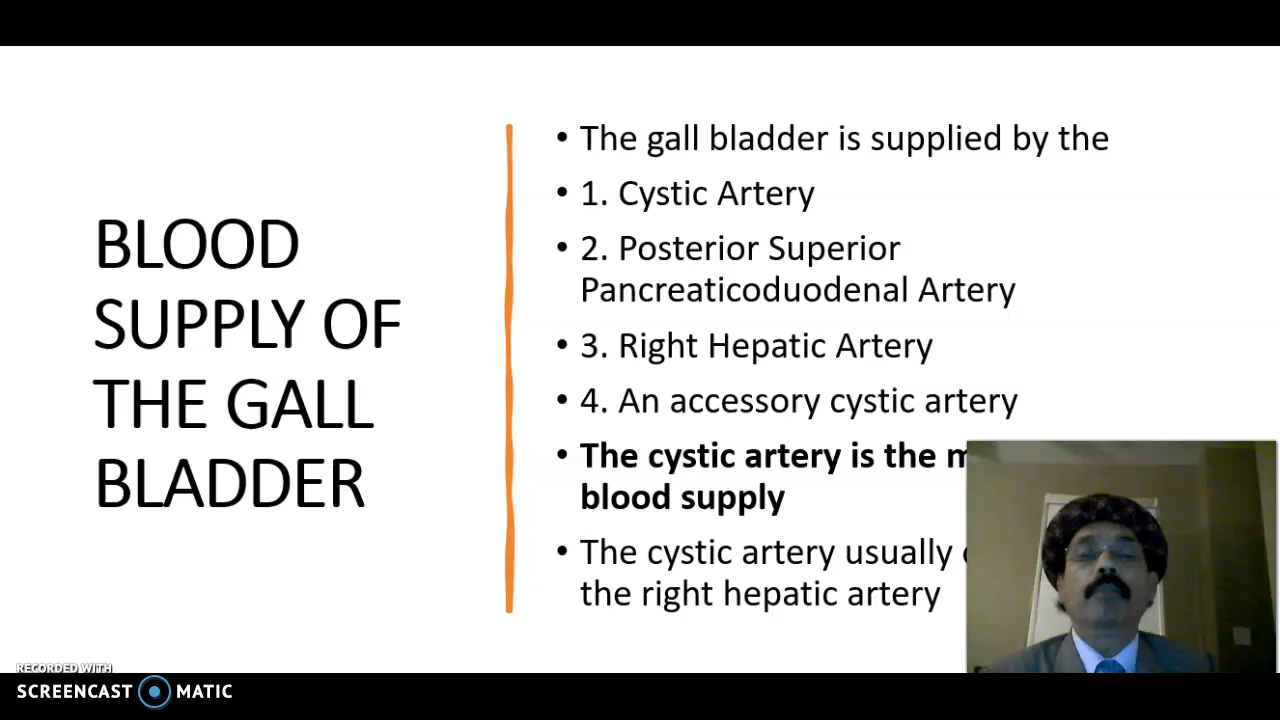 BLOOD
SUPPLY OF
THE GALL
BLADDER
• The gall bladder is supplied by the
• 1. Cystic Artery
• 2. Posterior Superior
Pancreaticoduodenal Artery
• 3. Right Hepatic Artery
• 4. An accessory cystic artery
• The cystic artery is the
blood supply
• The cystic artery usually
the right hepatic artery
RECORDED WITH
SCREENCAST MATIC